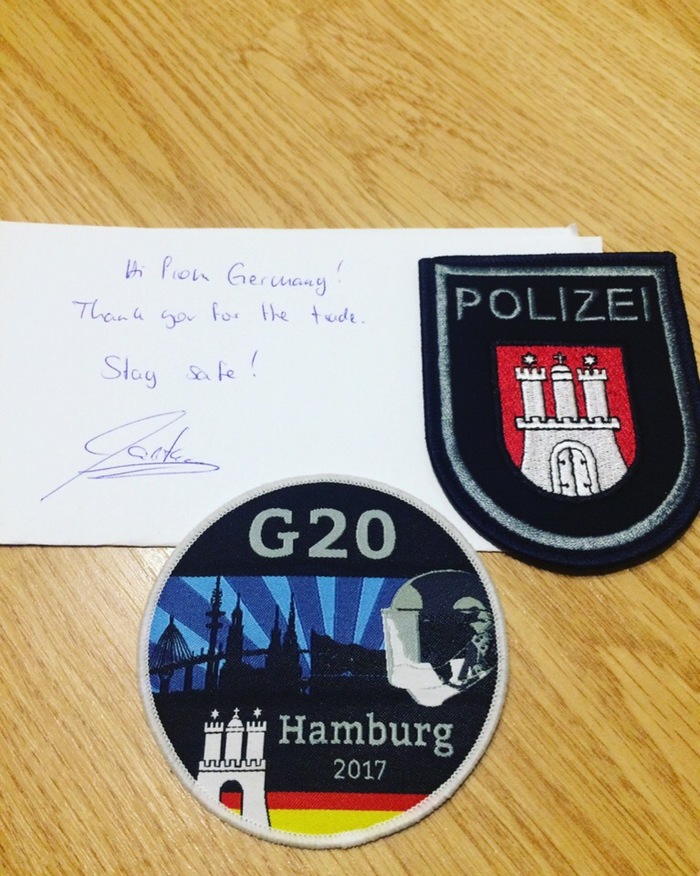 Hi from Germany!
Thank you for the trade.
Stay safe!
POLIZEI
G20
Hamburg
2017